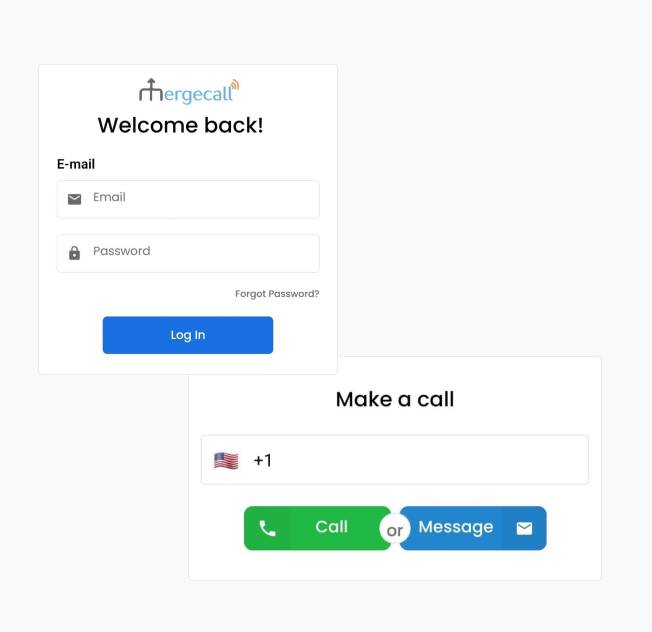 mergecall
Welcome back!
E-mail
Email
Password
Forgot Password?
Log In
Make a call
+1
Call or Message